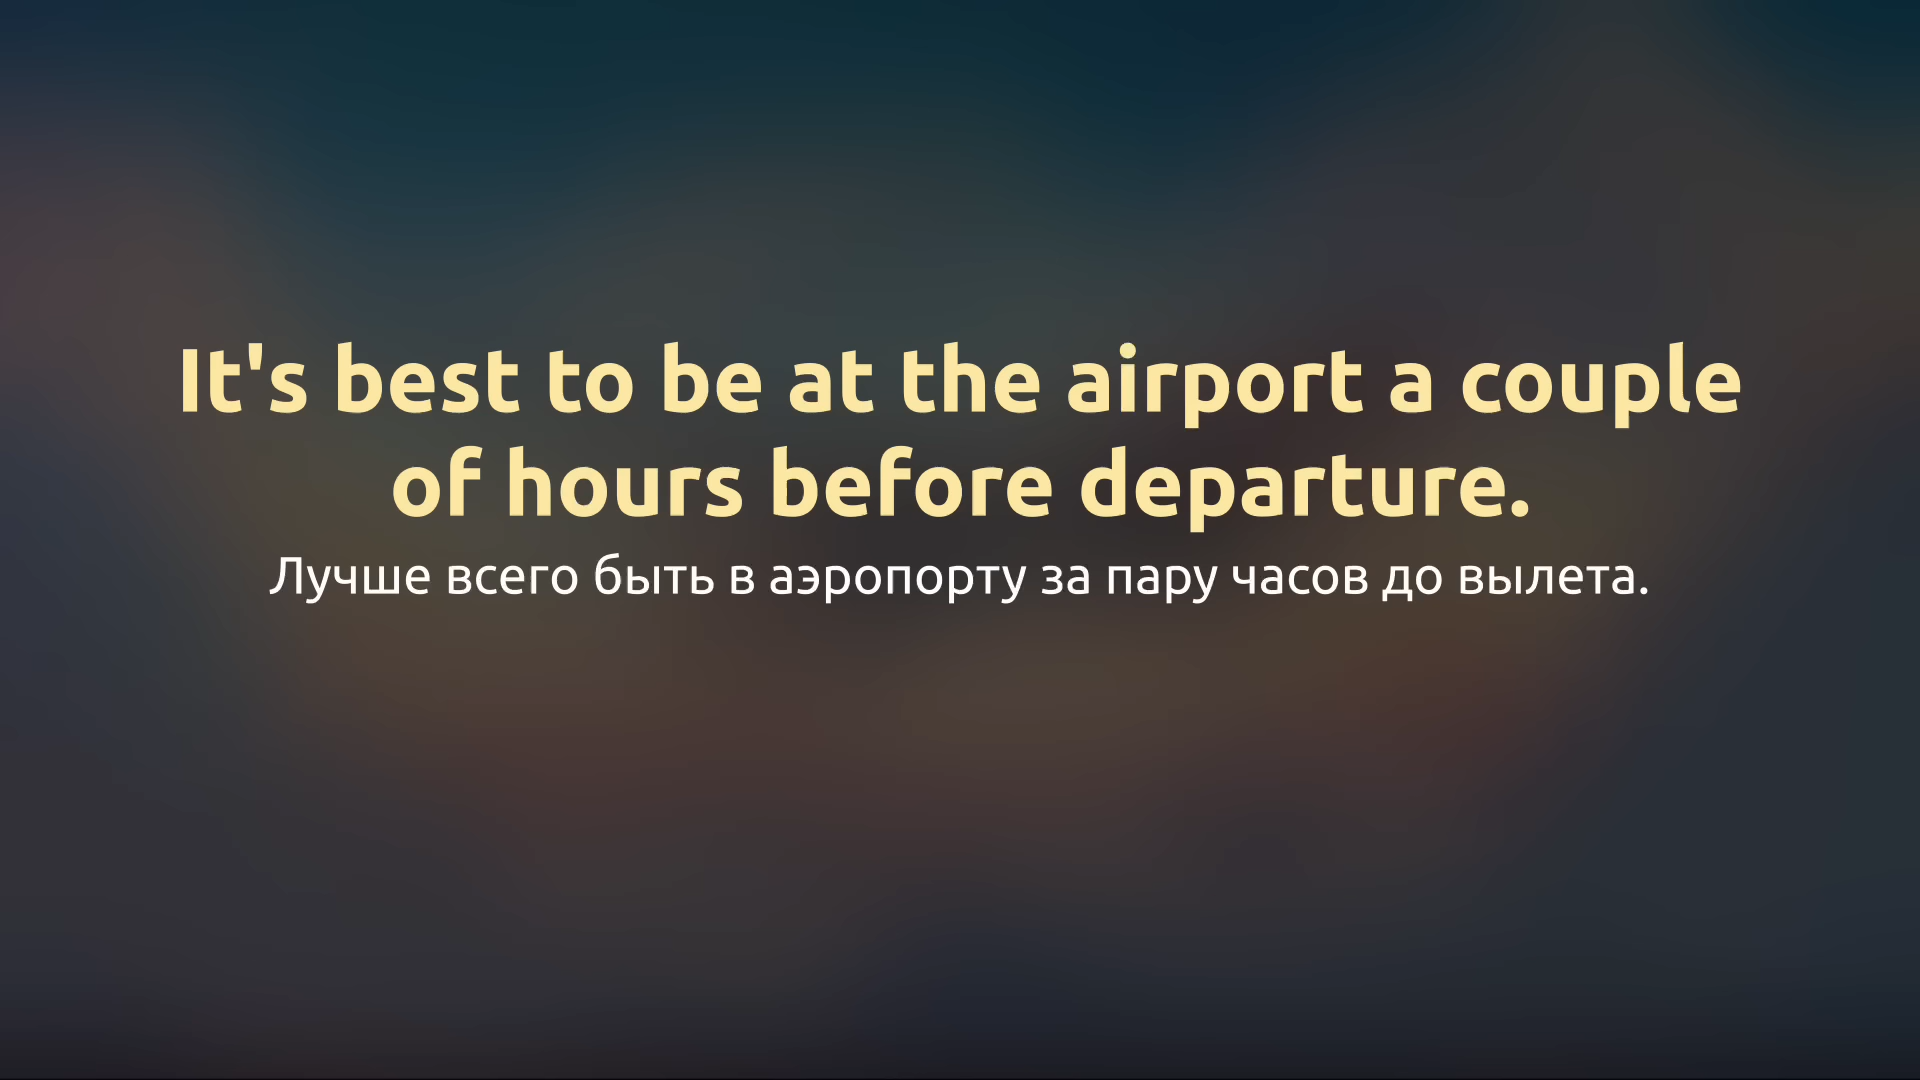 It's best to be at the airport a couple
of hours before departure.
Лучше всего быть в аэропорту за пару часов до вылета.